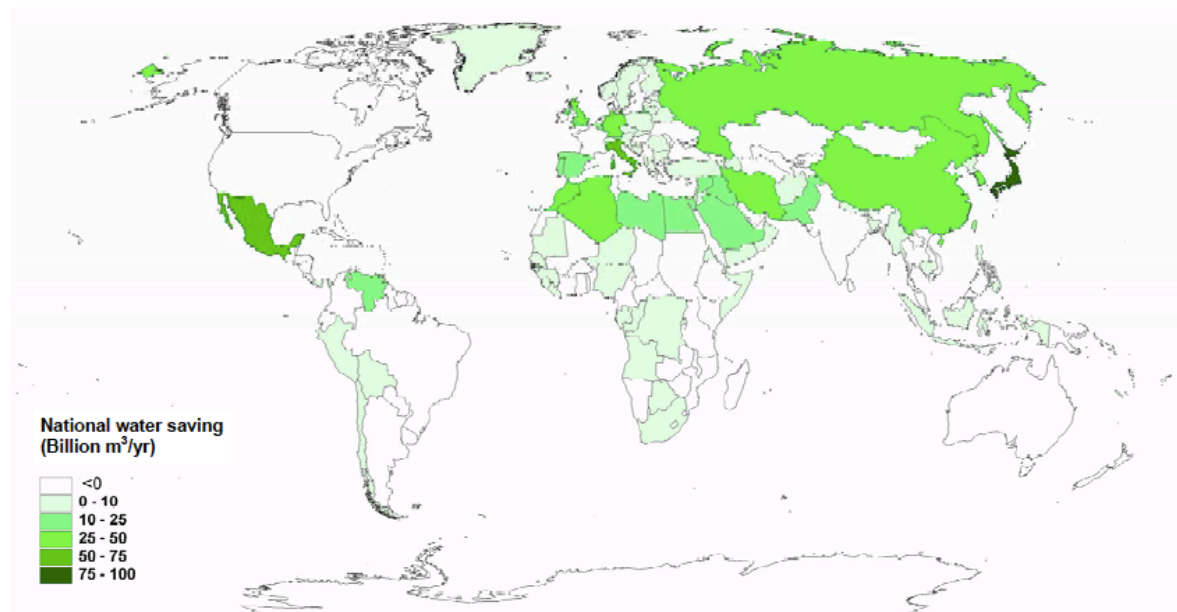 National water saving
(Billion m³/yr)
<0
0 - 10
10 - 25
25 - 50
50 - 75
75 - 100